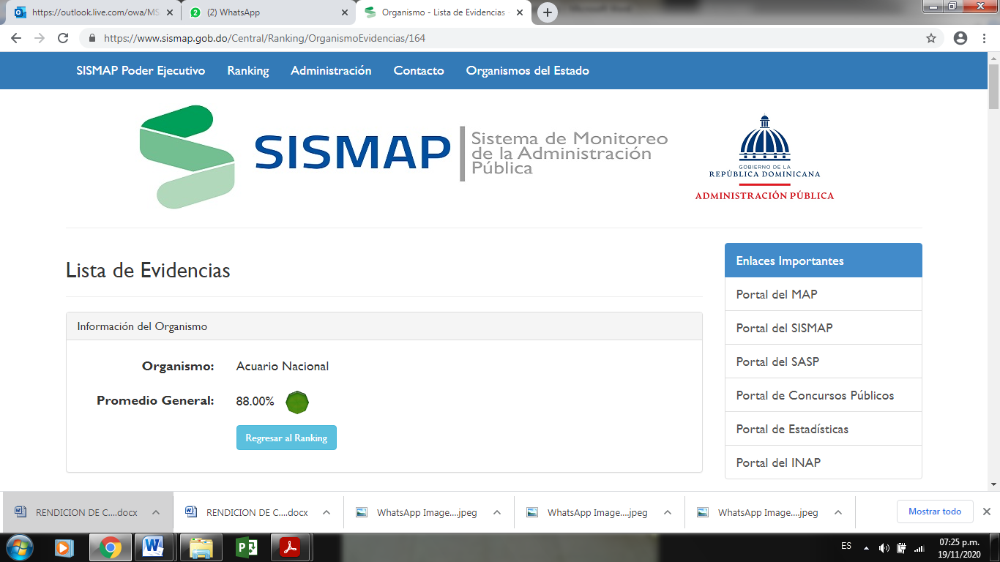 https://outlook.live.com/owa/MS
(2) WhatsApp
Organismo - Lista de Evidencias
https://www.sismap.gob.do/Central/Ranking/OrganismoEvidencias/164
SISMAP Poder Ejecutivo
Ranking
Administración
Contacto
Organismos del Estado
SISMAP
Sistema de Monitoreo
de la Administración
Pública
GOBIERNO DE LA
REPÚBLICA DOMINICANA
ADMINISTRACIÓN PÚBLICA
Lista de Evidencias
Información del Organismo
Organismo: Acuario Nacional
Promedio General: 88.00%
Regresar al Ranking
Enlaces Importantes
Portal del MAP
Portal del SISMAP
Portal del SASP
Portal de Concursos Públicos
Portal de Estadísticas
Portal del INAP
RENDICION DE C....docx
RENDICION DE C....docx
WhatsApp Image....jpeg
WhatsApp Image....jpeg
WhatsApp Image....jpeg
Mostrar todo
ES
07:25 p.m.
19/11/2020